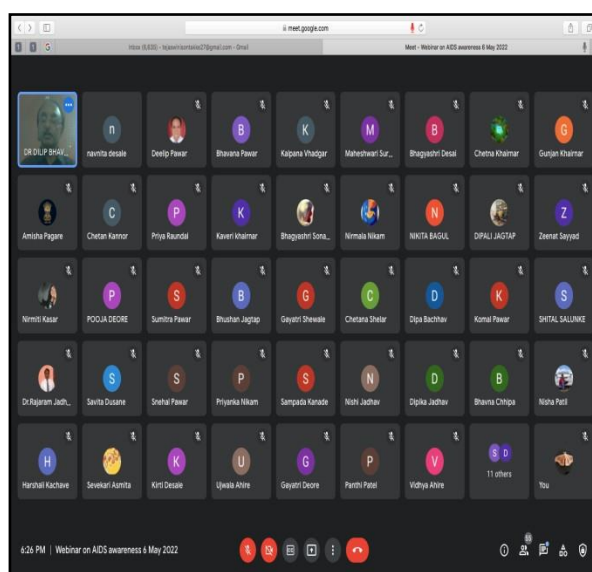 meet.google.com
Meet - Webinar on AIDS awareness 6 May 2022
DR DILIP BHAV...
n
navnita desale
Deelip Pawar
B
Bhavana Pawar
K
Kalpana Vhadgar
M
Maheshwari Sur...
B
Bhagyashri Desai
Chetna Khairnar
G
Gunjan Khairnar
Amisha Pagare
C
Chetan Kannor
P
Priya Raundal
K
Kaveri khairnar
Bhagyashri Sona...
Nirmala Nikam
N
NIKITA BAGUL
DIPALI JAGTAP
Z
Zeenat Sayyad
Nirmiti Kasar
P
POOJA DEORE
S
Sumitra Pawar
B
Bhushan Jagtap
G
Gayatri Shewale
C
Chetana Shelar
D
Dipa Bachhav
K
Komal Pawar
S
SHITAL SALUNKE
Dr.Rajaram Jadh...
S
Savita Dusane
S
Snehal Pawar
P
Priyanka Nikam
S
Sampada Kanade
N
Nishi Jadhav
D
Dipika Jadhav
B
Bhavna Chhipa
Nisha Patil
H
Harshali Kachave
Sevekari Asmita
K
Kirti Desale
U
Ujwala Ahire
G
Gayatri Deore
P
Panthi Patel
V
Vidhya Ahire
S D
11 others
You
6:26 PM | Webinar on AIDS awareness 6 May 2022